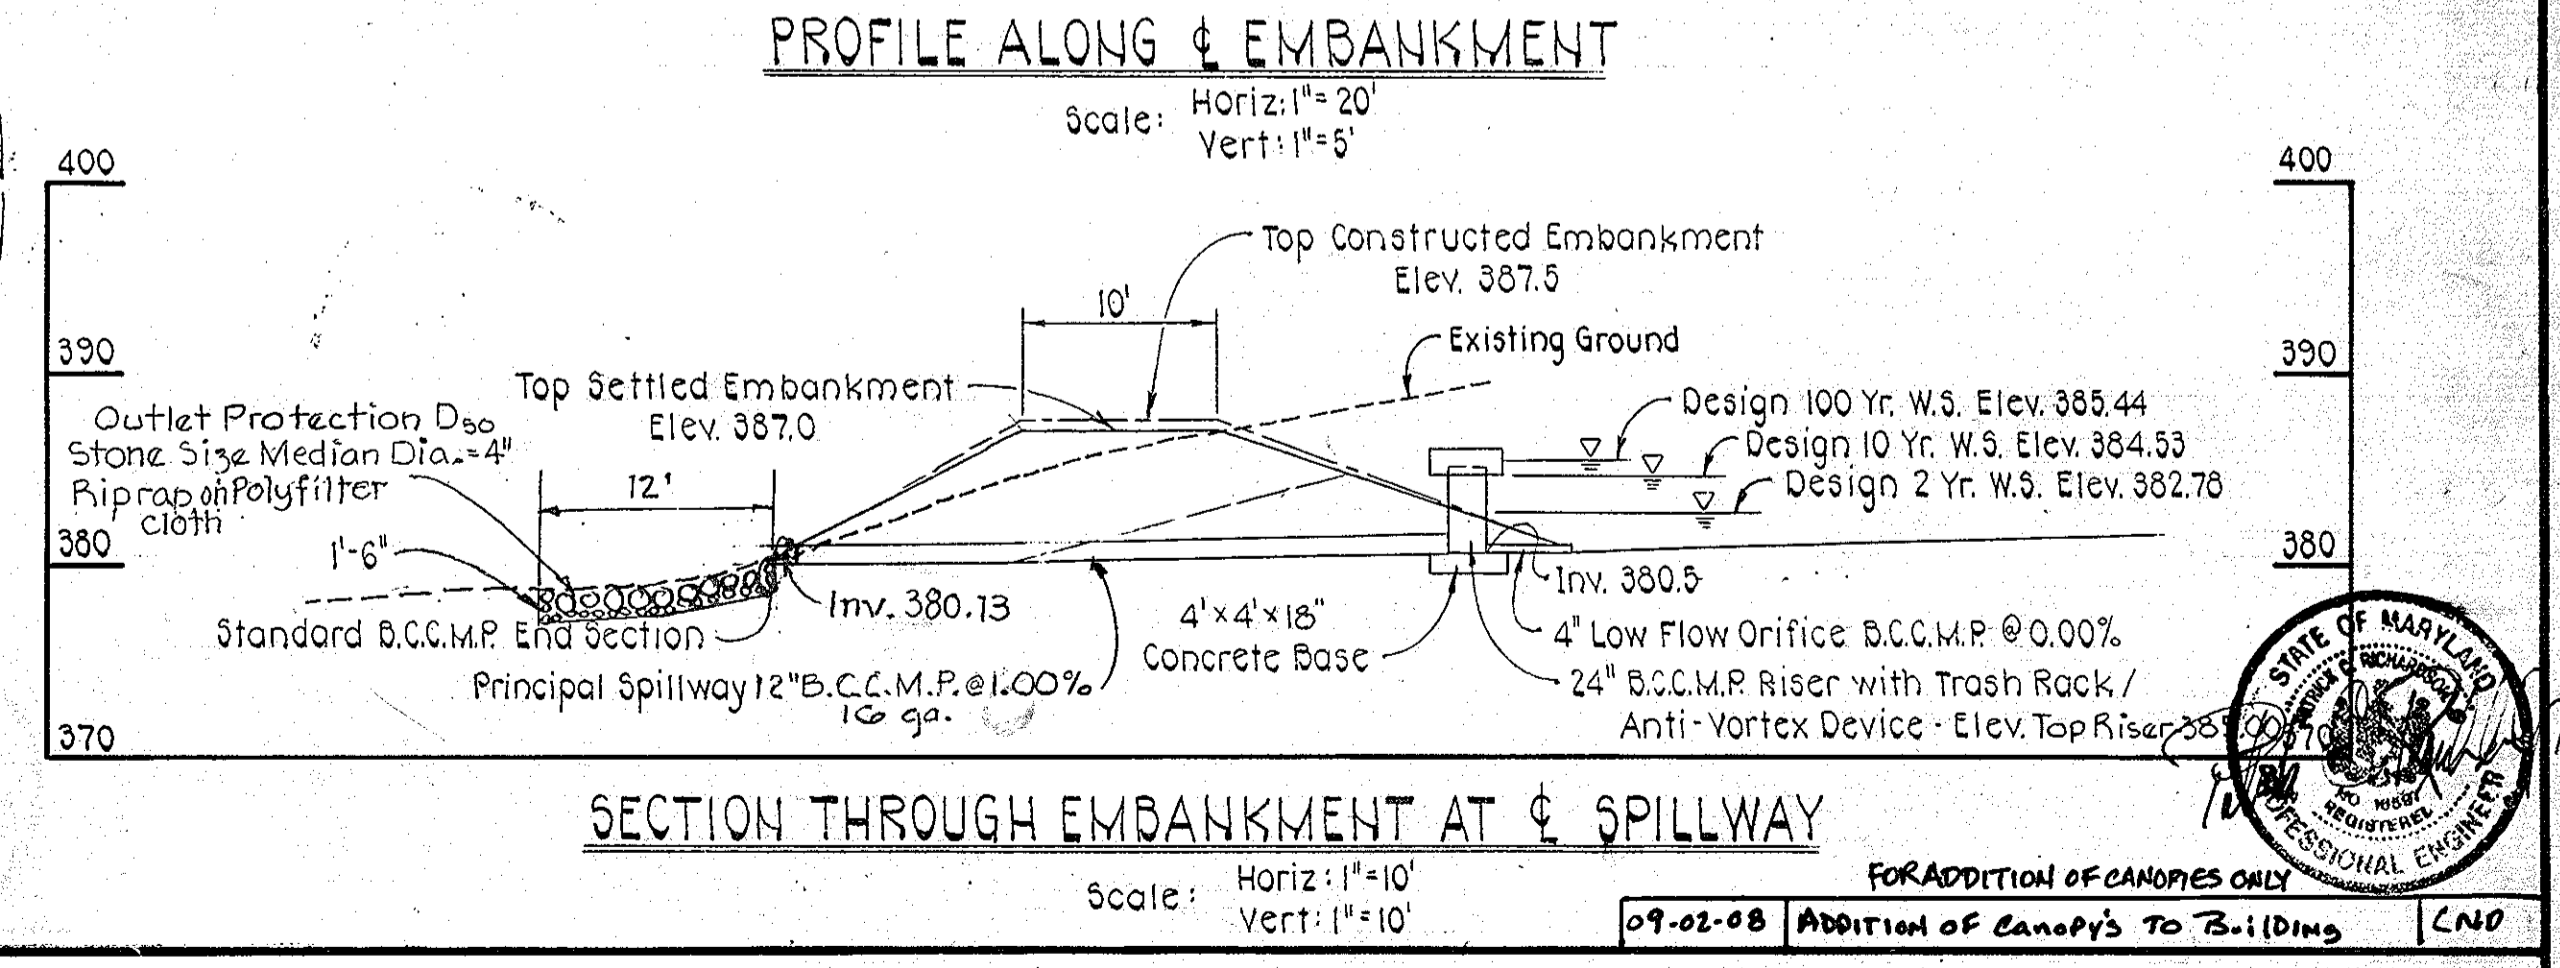 PROFILE ALONG ℄ EMBANKMENT
Scale: Horiz: 1"= 20'
Vert: 1"=5'
400
400
Top Constructed Embankment
Elev. 387.5
10'
Existing Ground
390
390
Top Settled Embankment
Elev. 387.0
Design 100 Yr. W.S. Elev. 385.44
Design 10 Yr. W.S. Elev. 384.53
Design 2 Yr. W.S. Elev. 382.78
Outlet Protection D50
Stone Size Median Dia.=4"
Riprap on Polyfilter
cloth
12'
380
380
1'-6"
Inv. 380.13
Inv. 380.5
Standard B.C.C.M.P. End Section
4'x4'x18"
Concrete Base
4" Low Flow Orifice B.C.C.M.P. @ 0.00%
Principal Spillway 12" B.C.C.M.P. @ 1.00%
16 ga.
24" B.C.C.M.P. Riser with Trash Rack /
Anti-Vortex Device - Elev. Top Riser
370
370
STATE OF MARYLAND
PATRICK C. RICHARDSON
REGISTERED
PROFESSIONAL ENGINEER
SECTION THROUGH EMBANKMENT AT ℄ SPILLWAY
Scale: Horiz: 1"=10'
Vert: 1"=10'
FOR ADDITION OF CANOPIES ONLY
09-02-08 ADDITION OF CANOPY'S TO BUILDING CND